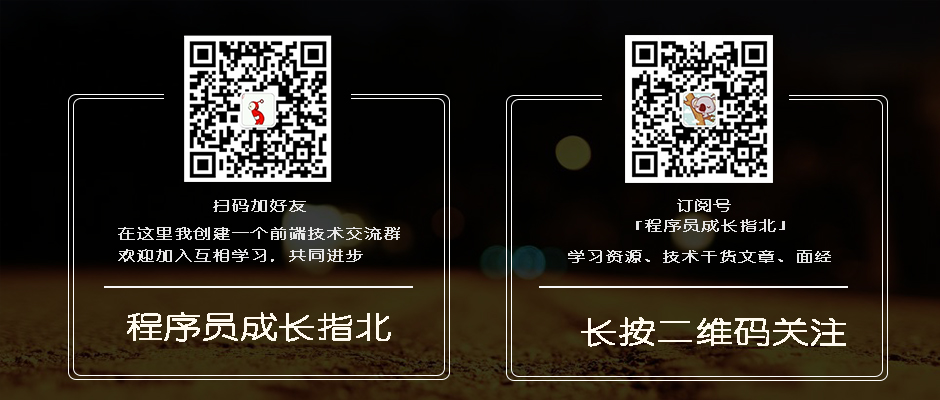 扫码加好友
在这里我创建一个前端技术交流群
欢迎加入互相学习，共同进步
程序员成长指北
订阅号
『程序员成长指北』
学习资源、技术干货文章、面经
长按二维码关注